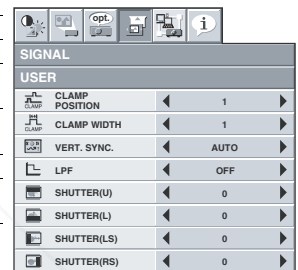 opt.
i
SIGNAL
USER
CLAMP CLAMP POSITION 1
CLAMP CLAMP WIDTH 1
VERT. SYNC. AUTO
LPF OFF
SHUTTER(U) 0
SHUTTER(L) 0
SHUTTER(LS) 0
SHUTTER(RS) 0